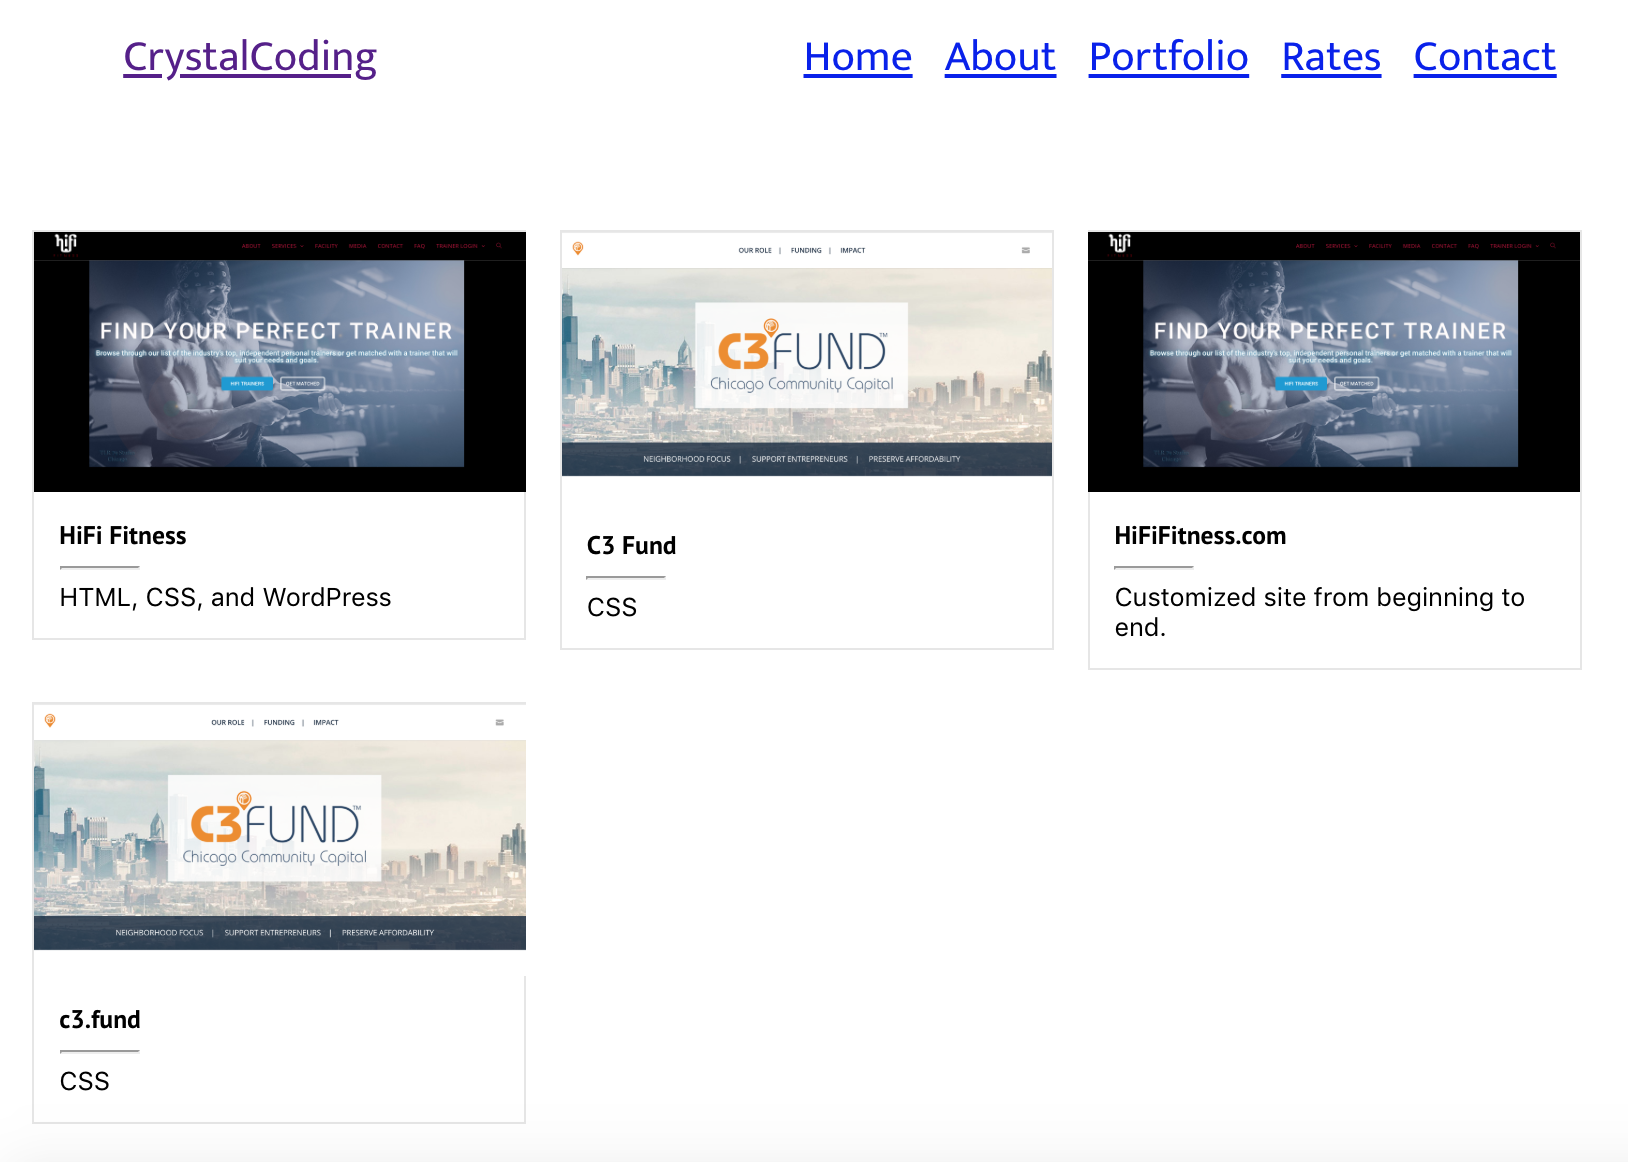 CrystalCoding
Home About Portfolio Rates Contact
hifi
ABOUT SERVICES FACILITY MEDIA CONTACT FAQ TRAINER LOGIN
FIND YOUR PERFECT TRAINER
Browse through our list of the industry's top, independent personal trainers or get matched with a trainer that will
suit your needs and goals.
HIFI TRAINERS GET MATCHED
HiFi Fitness
HTML, CSS, and WordPress
OUR ROLE | FUNDING | IMPACT
C3FUND™
Chicago Community Capital
NEIGHBORHOOD FOCUS | SUPPORT ENTREPRENEURS | PRESERVE AFFORDABILITY
C3 Fund
CSS
hifi
ABOUT SERVICES FACILITY MEDIA CONTACT FAQ TRAINER LOGIN
FIND YOUR PERFECT TRAINER
Browse through our list of the industry's top, independent personal trainers or get matched with a trainer that will
suit your needs and goals.
HIFI TRAINERS GET MATCHED
HiFiFitness.com
Customized site from beginning to
end.
OUR ROLE | FUNDING | IMPACT
C3FUND™
Chicago Community Capital
NEIGHBORHOOD FOCUS | SUPPORT ENTREPRENEURS | PRESERVE AFFORDABILITY
c3.fund
CSS